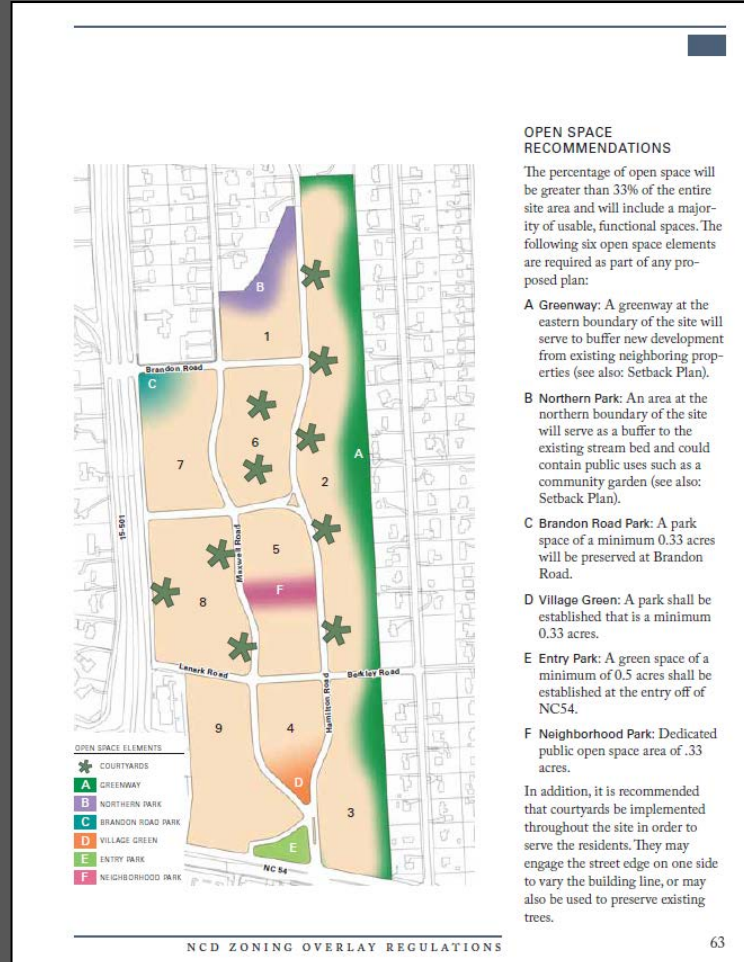 OPEN SPACE
RECOMMENDATIONS
The percentage of open space will
be greater than 33% of the entire
site area and will include a major-
ity of usable, functional spaces. The
following six open space elements
are required as part of any pro-
posed plan:
A Greenway: A greenway at the
eastern boundary of the site will
serve to buffer new development
from existing neighboring prop-
erties (see also: Setback Plan).
B Northern Park: An area at the
northern boundary of the site
will serve as a buffer to the
existing stream bed and could
contain public uses such as a
community garden (see also:
Setback Plan).
C Brandon Road Park: A park
space of a minimum 0.33 acres
will be preserved at Brandon
Road.
D Village Green: A park shall be
established that is a minimum
0.33 acres.
E Entry Park: A green space of a
minimum of 0.5 acres shall be
established at the entry off of
NC54.
F Neighborhood Park: Dedicated
public open space area of .33
acres.
In addition, it is recommended
that courtyards be implemented
throughout the site in order to
serve the residents. They may
engage the street edge on one side
to vary the building line, or may
also be used to preserve existing
trees.
B
1
Brandon Road
C
6
A
7
2
15-501
Maxwell Road
5
F
8
Lenark Road
Berkley Road
Hamilton Road
9
4
D
3
E
NC 54
OPEN SPACE ELEMENTS
COURTYARDS
A GREENWAY
B NORTHERN PARK
C BRANDON ROAD PARK
D VILLAGE GREEN
E ENTRY PARK
F NEIGHBORHOOD PARK
NCD ZONING OVERLAY REGULATIONS
63